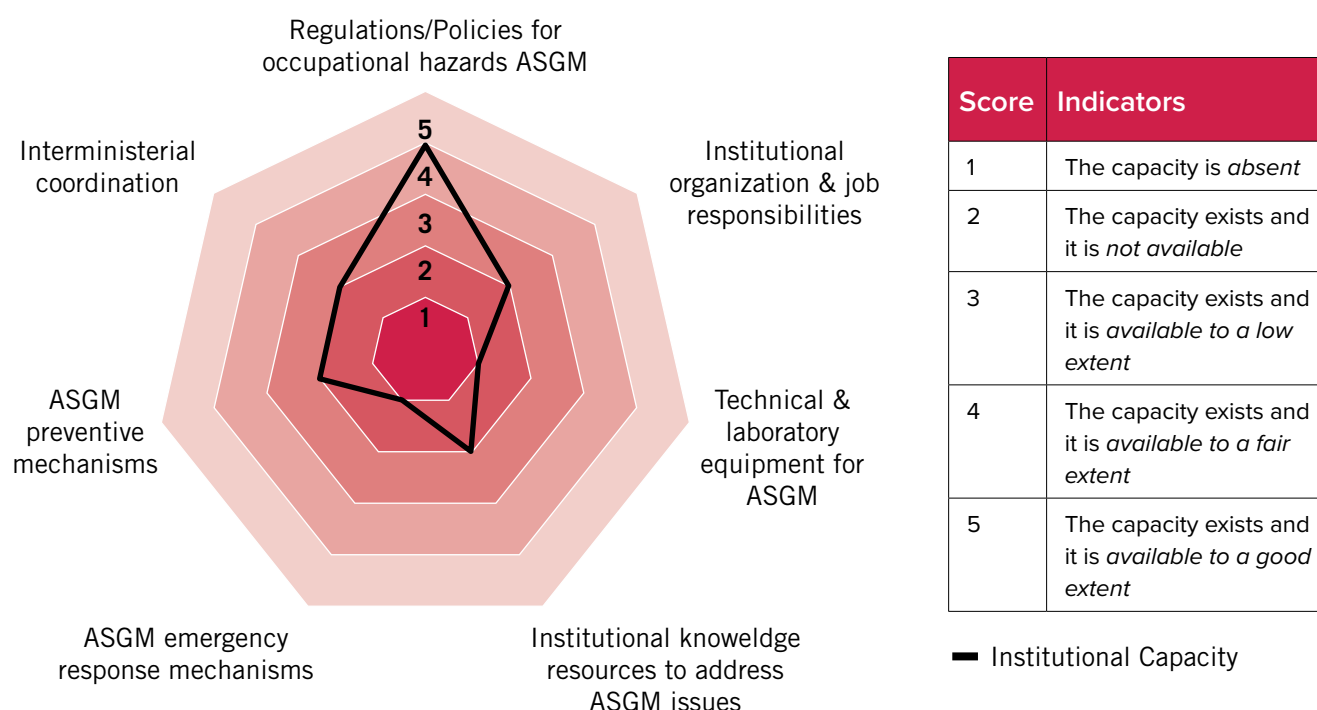 Regulations/Policies for
occupational hazards ASGM
Interministerial
coordination
Institutional
organization & job
responsibilities
5
4
3
2
1
ASGM
preventive
mechanisms
Technical &
laboratory
equipment for
ASGM
ASGM emergency
response mechanisms
Institutional knoweldge
resources to address
ASGM issues
Score Indicators
1 The capacity is absent
2 The capacity exists and
it is not available
3 The capacity exists and
it is available to a low
extent
4 The capacity exists and
it is available to a fair
extent
5 The capacity exists and
it is available to a good
extent
Institutional Capacity